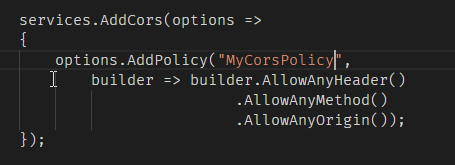 services.AddCors(options =>
{
    options.AddPolicy("MyCorsPolicy",
        builder => builder.AllowAnyHeader()
                          .AllowAnyMethod()
                          .AllowAnyOrigin());
});